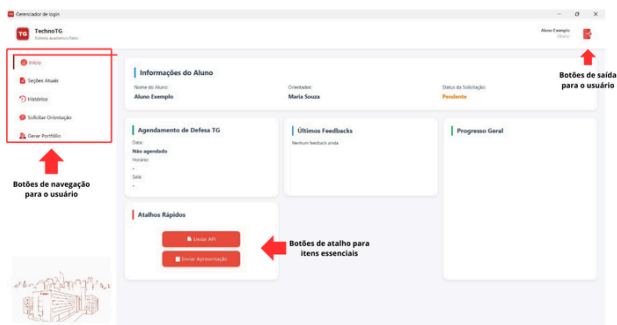 Gerenciador de login
TG
TechnoTG
Sistema Acadêmico Fatec
Aluno Exemplo
(Aluno)
Início
Seções Atuais
Histórico
Solicitar Orientação
Gerar Portfólio
Botões de navegação
para o usuário
Informações do Aluno
Nome do Aluno:
Aluno Exemplo
Orientador:
Maria Souza
Status da Solicitação:
Pendente
Botões de saída
para o usuário
Agendamento de Defesa TG
Data:
Não agendado
Horário:
-
Sala:
-
Últimos Feedbacks
Nenhum feedback ainda
Progresso Geral
Atalhos Rápidos
Enviar API
Enviar Apresentação
Botões de atalho para
itens essenciais